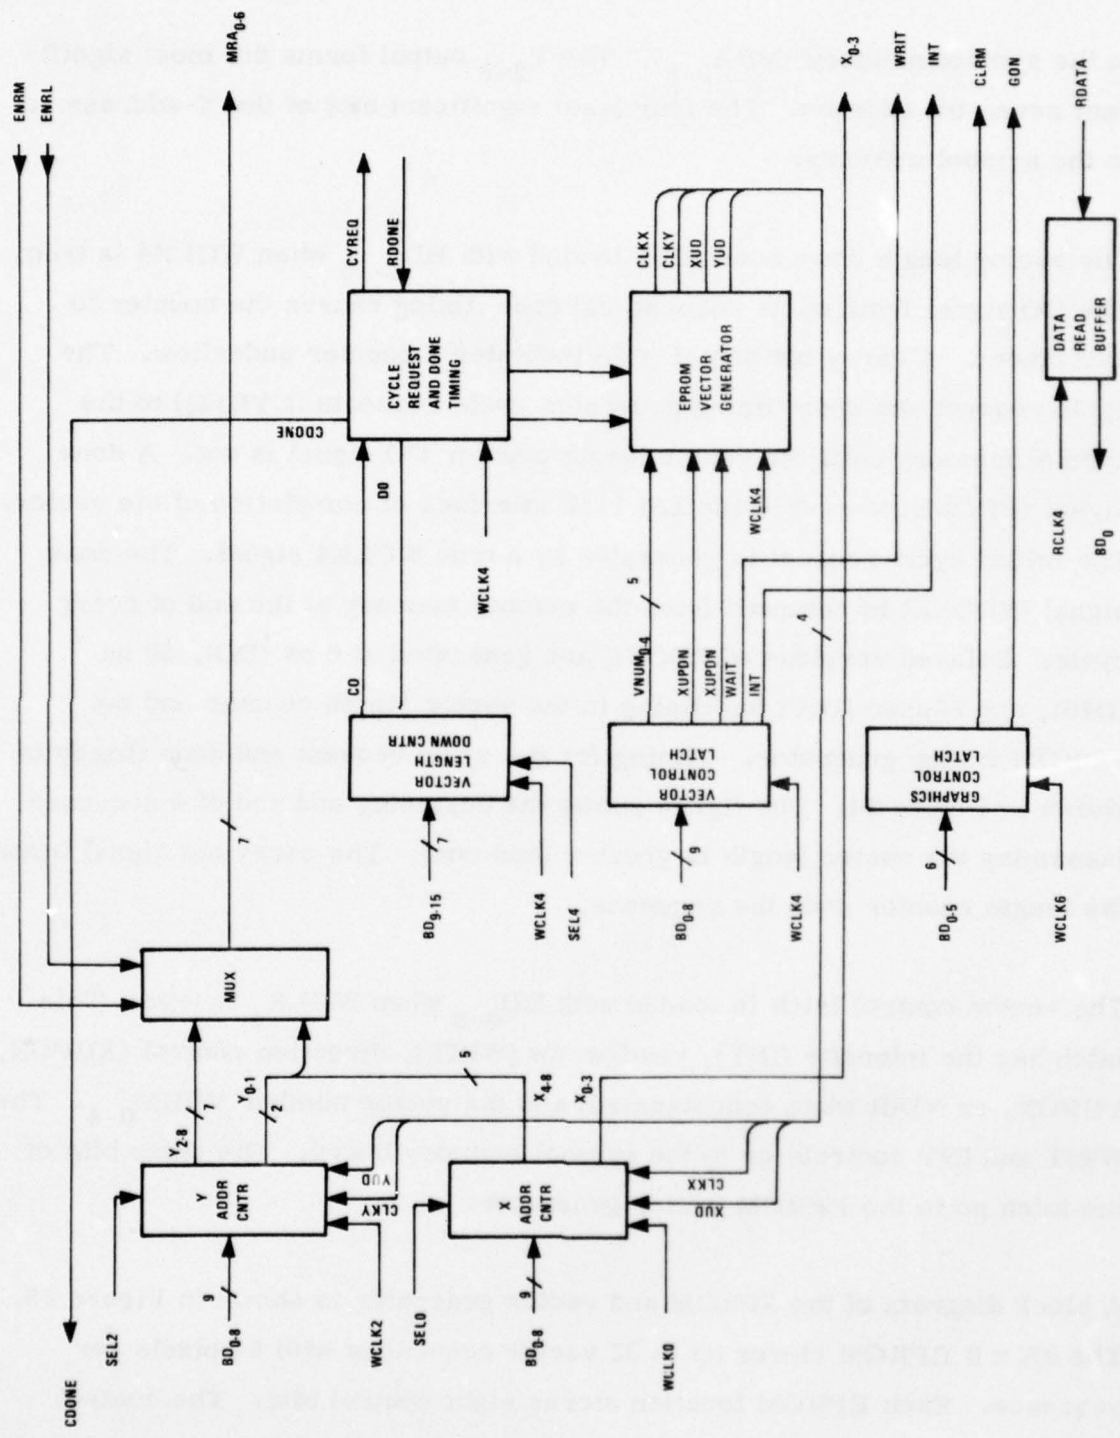 CDONE
ENRM
ENRL
SEL2
BD0-8
9
WCLK2
Y
ADDR
CNTR
YUD
CLKY
Y2-8
7
Y0-1
2
MUX
7
MRA0-6
SEL0
BD0-8
9
WLLK0
X
ADDR
CNTR
CLKX
XUD
X4-8
5
X0-3
BD9-15
7
WCLK4
SEL4
VECTOR
LENGTH
DOWN CNTR
CO
DO
WCLK4
CDONE
CYCLE
REQUEST
AND DONE
TIMING
CYREQ
RDONE
BD0-8
9
WCLK4
VECTOR
CONTROL
LATCH
VNUM0-4
5
XUPDN
XUPDN
WAIT
INT
WCLK4
EPROM
VECTOR
GENERATOR
CLKX
CLKY
XUD
YUD
4
X0-3
WRIT
INT
BD0-5
6
WCLK6
GRAPHICS
CONTROL
LATCH
CLRM
GON
RCLK4
BD0
DATA
READ
BUFFER
RDATA